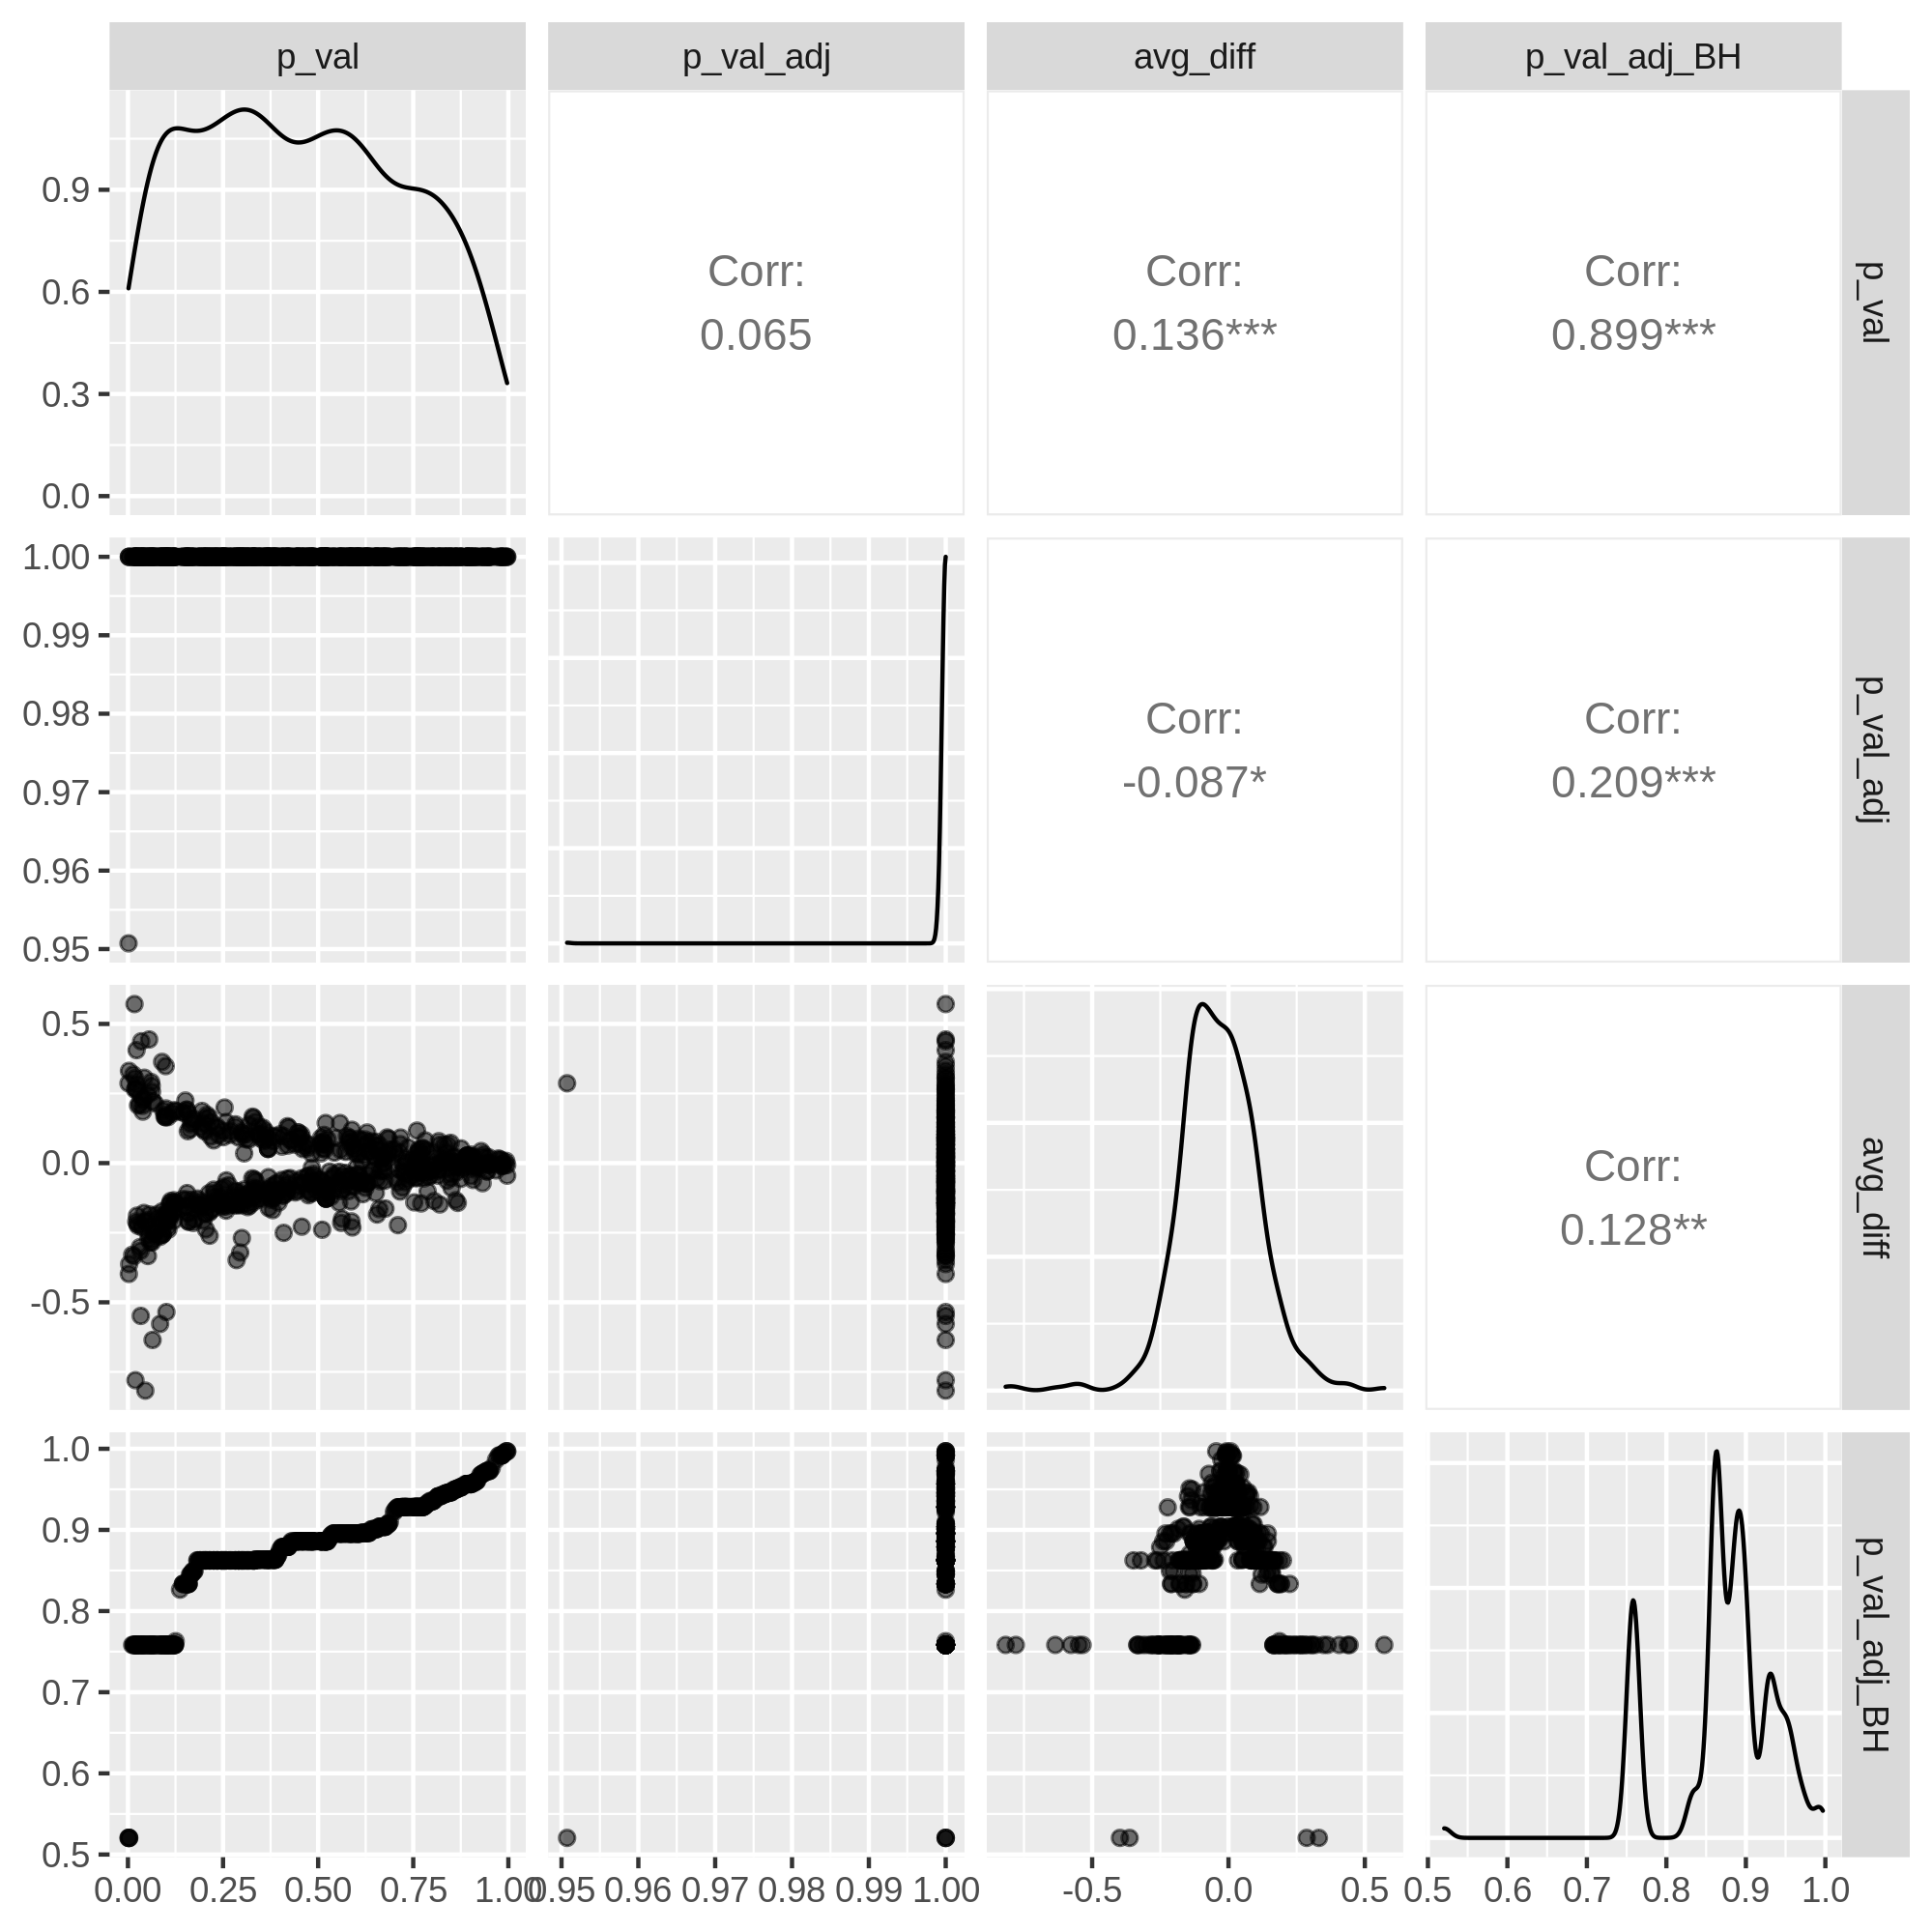 p_val
p_val_adj
avg_diff
p_val_adj_BH
0.9
0.6
0.3
0.0
Corr:
0.065
Corr:
0.136***
Corr:
0.899***
p_val
1.00
0.99
0.98
0.97
0.96
0.95
Corr:
-0.087*
Corr:
0.209***
p_val_adj
0.5
0.0
-0.5
Corr:
0.128**
avg_diff
1.0
0.9
0.8
0.7
0.6
0.5
p_val_adj_BH
0.00 0.25 0.50 0.75 1.00
0.95 0.96 0.97 0.98 0.99 1.00
-0.5 0.0 0.5
0.5 0.6 0.7 0.8 0.9 1.0